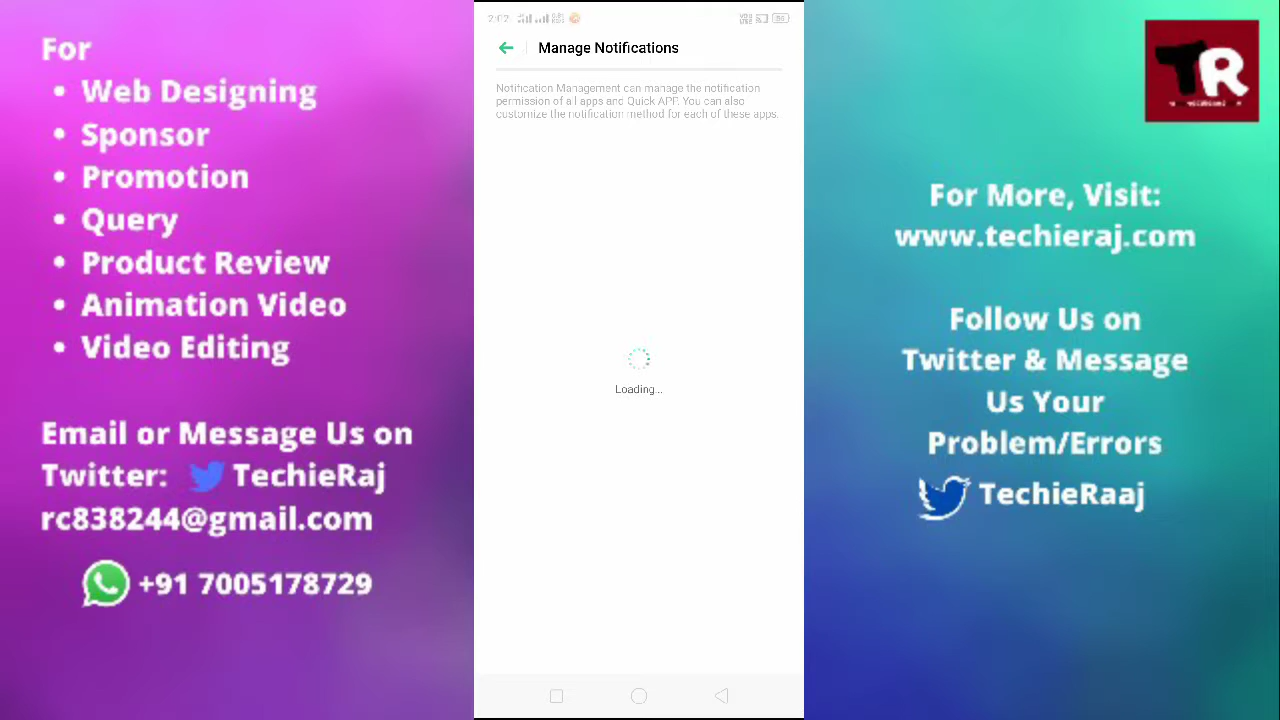 For
• Web Designing
• Sponsor
• Promotion
• Query
• Product Review
• Animation Video
• Video Editing
Email or Message Us on
Twitter: TechieRaj
rc838244@gmail.com
+91 7005178729
2:02
Manage Notifications
Notification Management can manage the notification
permission of all apps and Quick APP. You can also
customize the notification method for each of these apps.
Loading...
TR
For More, Visit:
www.techieraj.com
Follow Us on
Twitter & Message
Us Your
Problem/Errors
TechieRaaj